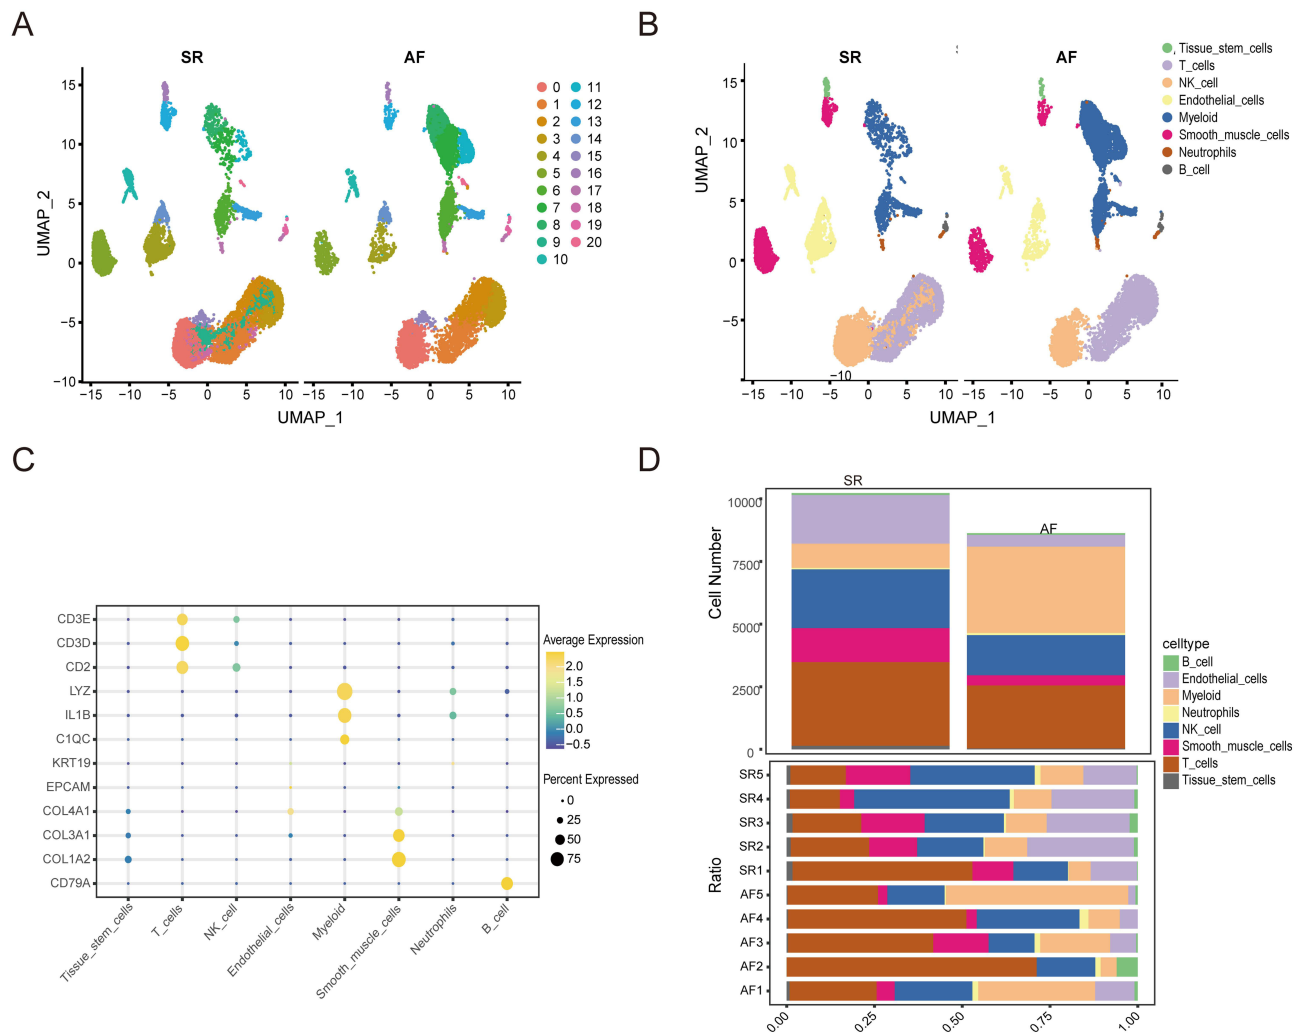 A
SR
AF
15
10
5
0
−5
−10
UMAP_2
−15
−10
−5
0
5
10
−15
−10
−5
0
5
10
UMAP_1
0
1
2
3
4
5
6
7
8
9
10
11
12
13
14
15
16
17
18
19
20
B
SR
AF
15
10
5
0
−5
−10
UMAP_2
−15
−10
−5
0
5
10
−15
−10
−5
0
5
10
UMAP_1
Tissue_stem_cells
T_cells
NK_cell
Endothelial_cells
Myeloid
Smooth_muscle_cells
Neutrophils
B_cell
C
CD3E
CD3D
CD2
LYZ
IL1B
C1QC
KRT19
EPCAM
COL4A1
COL3A1
COL1A2
CD79A
Tissue_stem_cells
T_cells
NK_cell
Endothelial_cells
Myeloid
Smooth_muscle_cells
Neutrophils
B_cell
Average Expression
2.0
1.5
1.0
0.5
0.0
−0.5
Percent Expressed
0
25
50
75
D
SR
AF
10000
7500
5000
2500
0
Cell Number
SR5
SR4
SR3
SR2
SR1
AF5
AF4
AF3
AF2
AF1
Ratio
0.00
0.25
0.50
0.75
1.00
celltype
B_cell
Endothelial_cells
Myeloid
Neutrophils
NK_cell
Smooth_muscle_cells
T_cells
Tissue_stem_cells